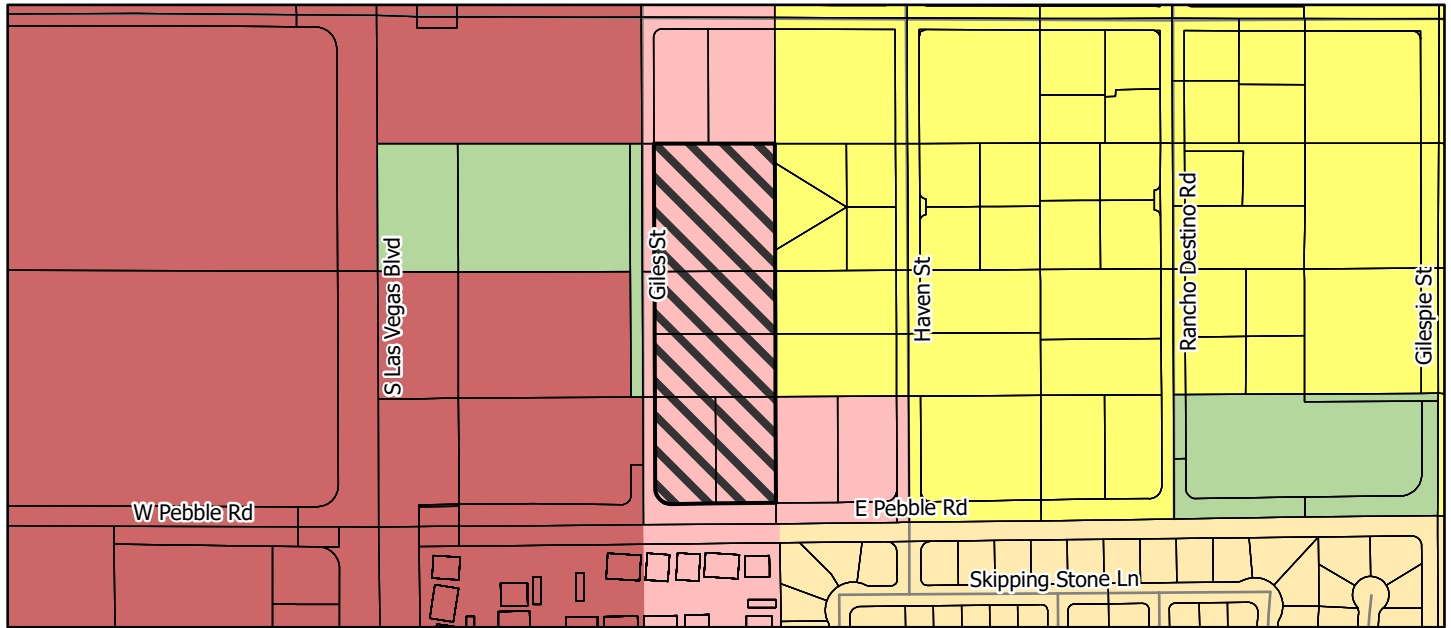 S Las Vegas Blvd
Giles St
Haven St
Rancho Destino Rd
Gilespie St
W Pebble Rd
E Pebble Rd
Skipping Stone Ln